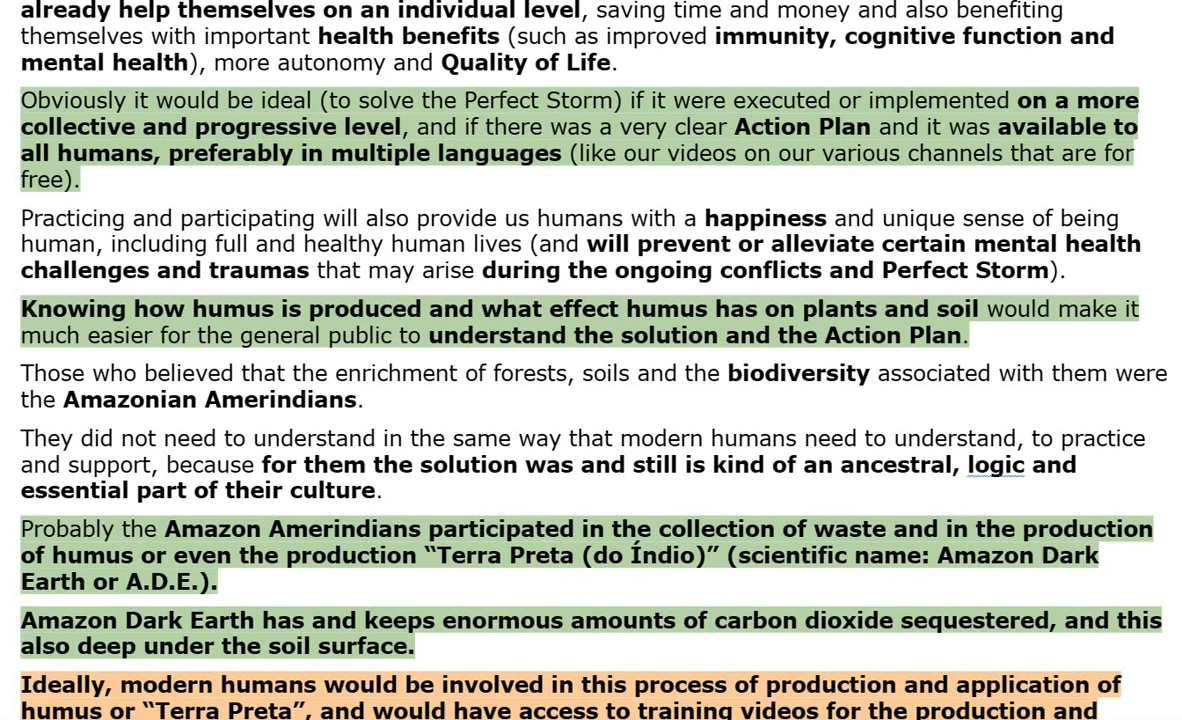 already help themselves on an individual level, saving time and money and also benefiting
themselves with important health benefits (such as improved immunity, cognitive function and
mental health), more autonomy and Quality of Life.
Obviously it would be ideal (to solve the Perfect Storm) if it were executed or implemented on a more
collective and progressive level, and if there was a very clear Action Plan and it was available to
all humans, preferably in multiple languages (like our videos on our various channels that are for
free).
Practicing and participating will also provide us humans with a happiness and unique sense of being
human, including full and healthy human lives (and will prevent or alleviate certain mental health
challenges and traumas that may arise during the ongoing conflicts and Perfect Storm).
Knowing how humus is produced and what effect humus has on plants and soil would make it
much easier for the general public to understand the solution and the Action Plan.
Those who believed that the enrichment of forests, soils and the biodiversity associated with them were
the Amazonian Amerindians.
They did not need to understand in the same way that modern humans need to understand, to practice
and support, because for them the solution was and still is kind of an ancestral, logic and
essential part of their culture.
Probably the Amazon Amerindians participated in the collection of waste and in the production
of humus or even the production “Terra Preta (do Índio)” (scientific name: Amazon Dark
Earth or A.D.E.).
Amazon Dark Earth has and keeps enormous amounts of carbon dioxide sequestered, and this
also deep under the soil surface.
Ideally, modern humans would be involved in this process of production and application of
humus or “Terra Preta”, and would have access to training videos for the production and